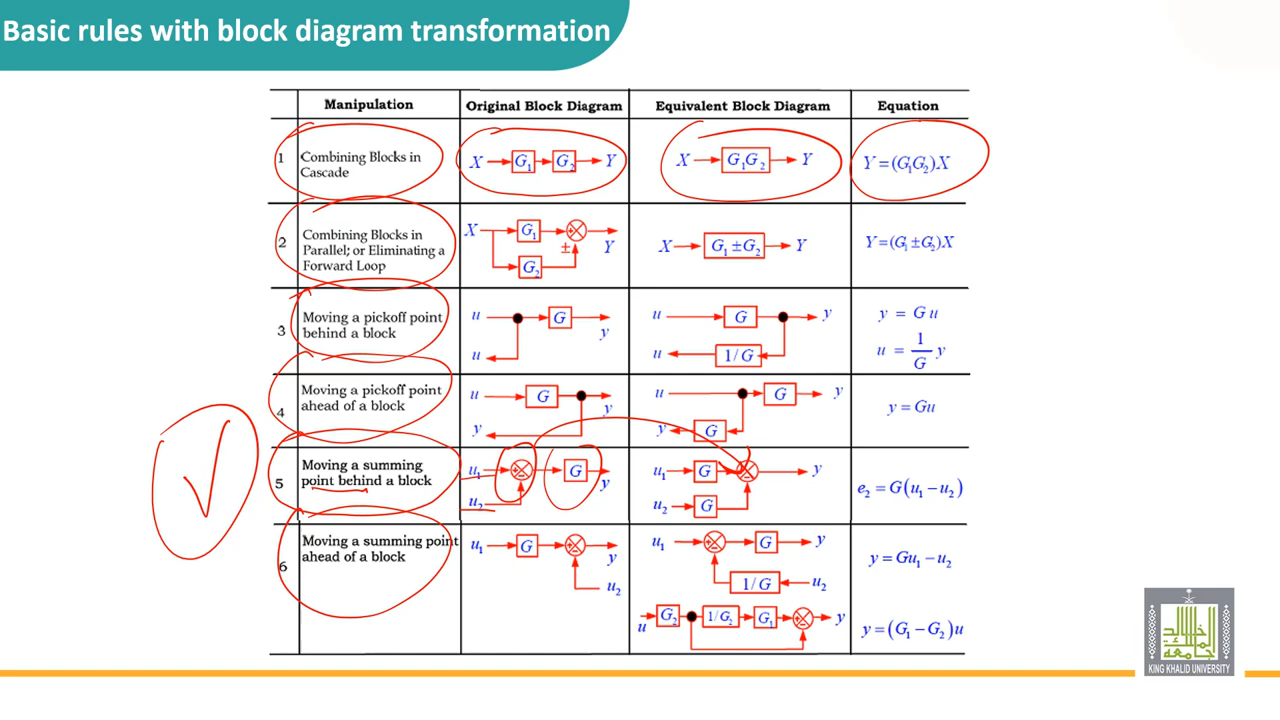 Basic rules with block diagram transformation
Manipulation Original Block Diagram Equivalent Block Diagram Equation
1 Combining Blocks in
Cascade
X G₁ G₂ Y
X G₁G₂ Y
Y=(G₁G₂)X
2 Combining Blocks in
Parallel; or Eliminating a
Forward Loop
X G₁
± Y
G₂
X G₁±G₂ Y
Y=(G₁±G₂)X
3 Moving a pickoff point
behind a block
u G
y
u
u G y
u 1/G
y = G u
u = 1/G y
4 Moving a pickoff point
ahead of a block
u G
y
y
u G y
y G
y = Gu
5 Moving a summing
point behind a block
u₁ + - G
y
u₂
u₁ G y
u₂ G
e₂ = G(u₁ - u₂)
6 Moving a summing point
ahead of a block
u₁ G + -
y
u₂
u₁ + - G y
1/G u₂
y = Gu₁ - u₂
G₂ 1/G₂ G₁ + - y
u
y = (G₁ - G₂)u
KING KHALID UNIVERSITY